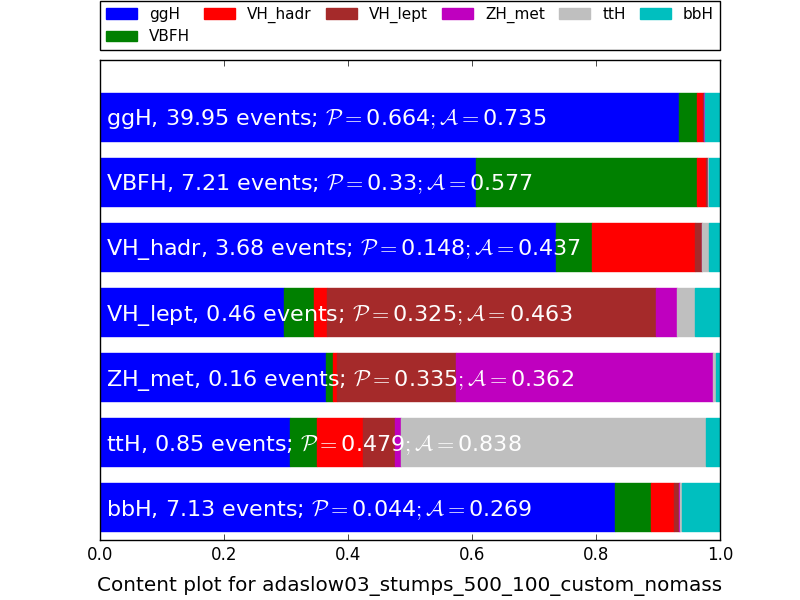 ggH VH_hadr VH_lept ZH_met ttH bbH
VBFH
ggH, 39.95 events; 𝒫 = 0.664; 𝒜 = 0.735
VBFH, 7.21 events; 𝒫 = 0.33; 𝒜 = 0.577
VH_hadr, 3.68 events; 𝒫 = 0.148; 𝒜 = 0.437
VH_lept, 0.46 events; 𝒫 = 0.325; 𝒜 = 0.463
ZH_met, 0.16 events; 𝒫 = 0.335; 𝒜 = 0.362
ttH, 0.85 events; 𝒫 = 0.479; 𝒜 = 0.838
bbH, 7.13 events; 𝒫 = 0.044; 𝒜 = 0.269
0.0 0.2 0.4 0.6 0.8 1.0
Content plot for adaslow03_stumps_500_100_custom_nomass